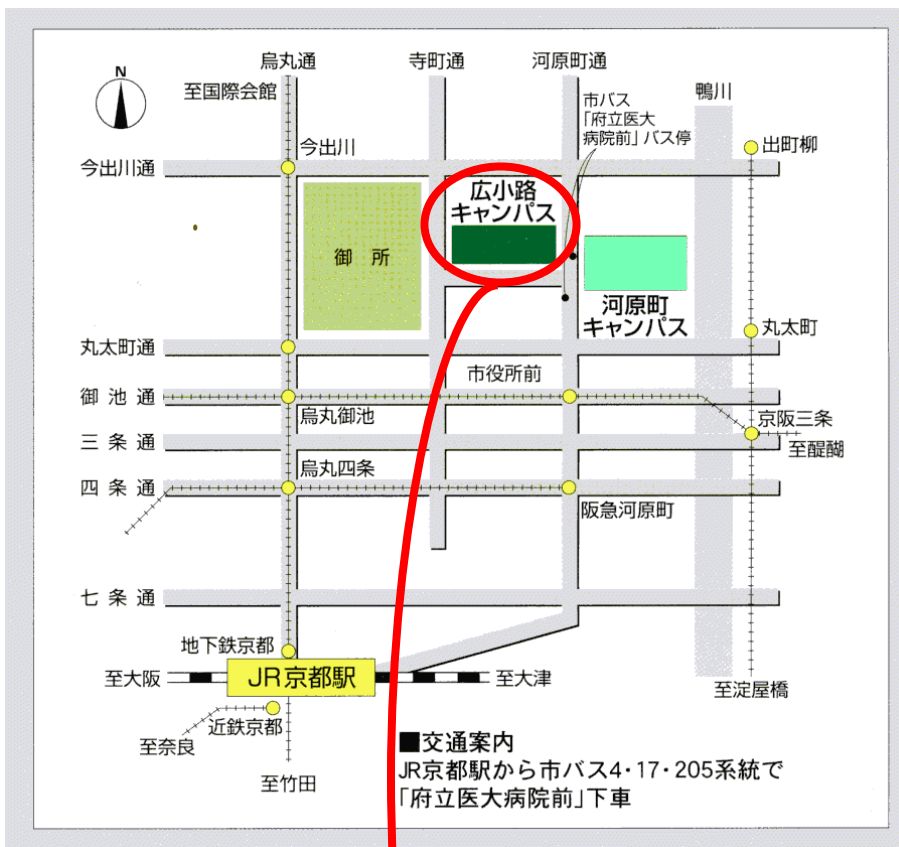 烏丸通
寺町通
河原町通
N
至国際会館
鴨川
市バス
「府立医大
病院前」バス停
今出川
出町柳
今出川通
広小路
キャンパス
御 所
河原町
キャンパス
丸太町
丸太町通
市役所前
御 池 通
烏丸御池
京阪三条
三 条 通
至醍醐
烏丸四条
四 条 通
阪急河原町
七 条 通
地下鉄京都
至大阪
JR京都駅
至大津
至淀屋橋
近鉄京都
至奈良
至竹田
■交通案内
JR京都駅から市バス4・17・205系統で
「府立医大病院前」下車